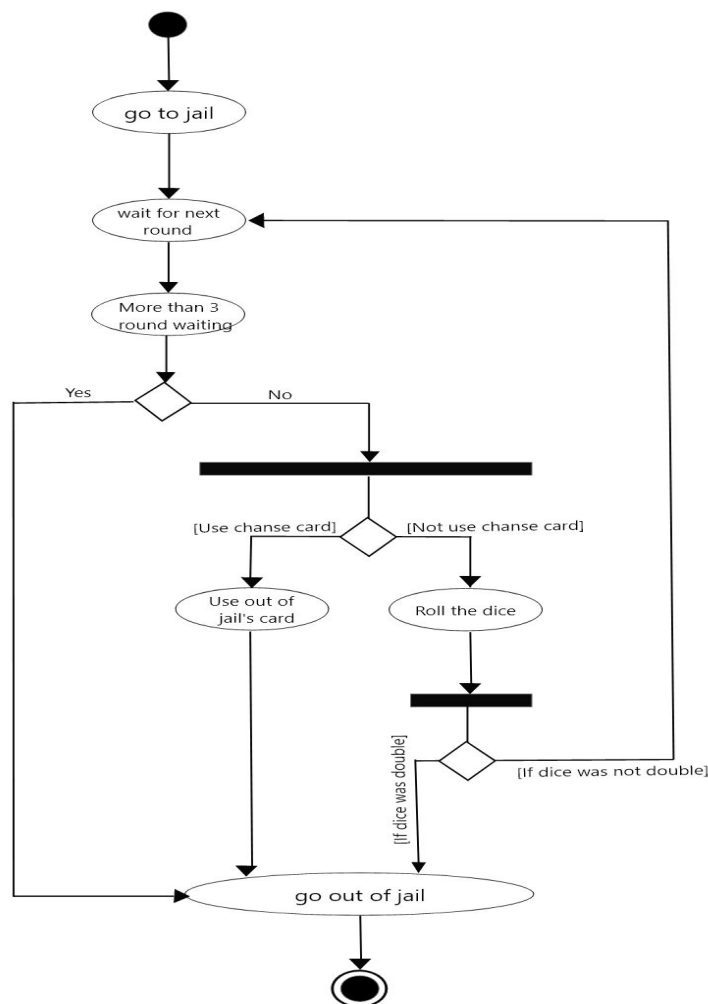 go to jail
wait for next
round
More than 3
round waiting
Yes
No
[Use chanse card]
[Not use chanse card]
Use out of
jail's card
Roll the dice
[If dice was double]
[If dice was not double]
go out of jail